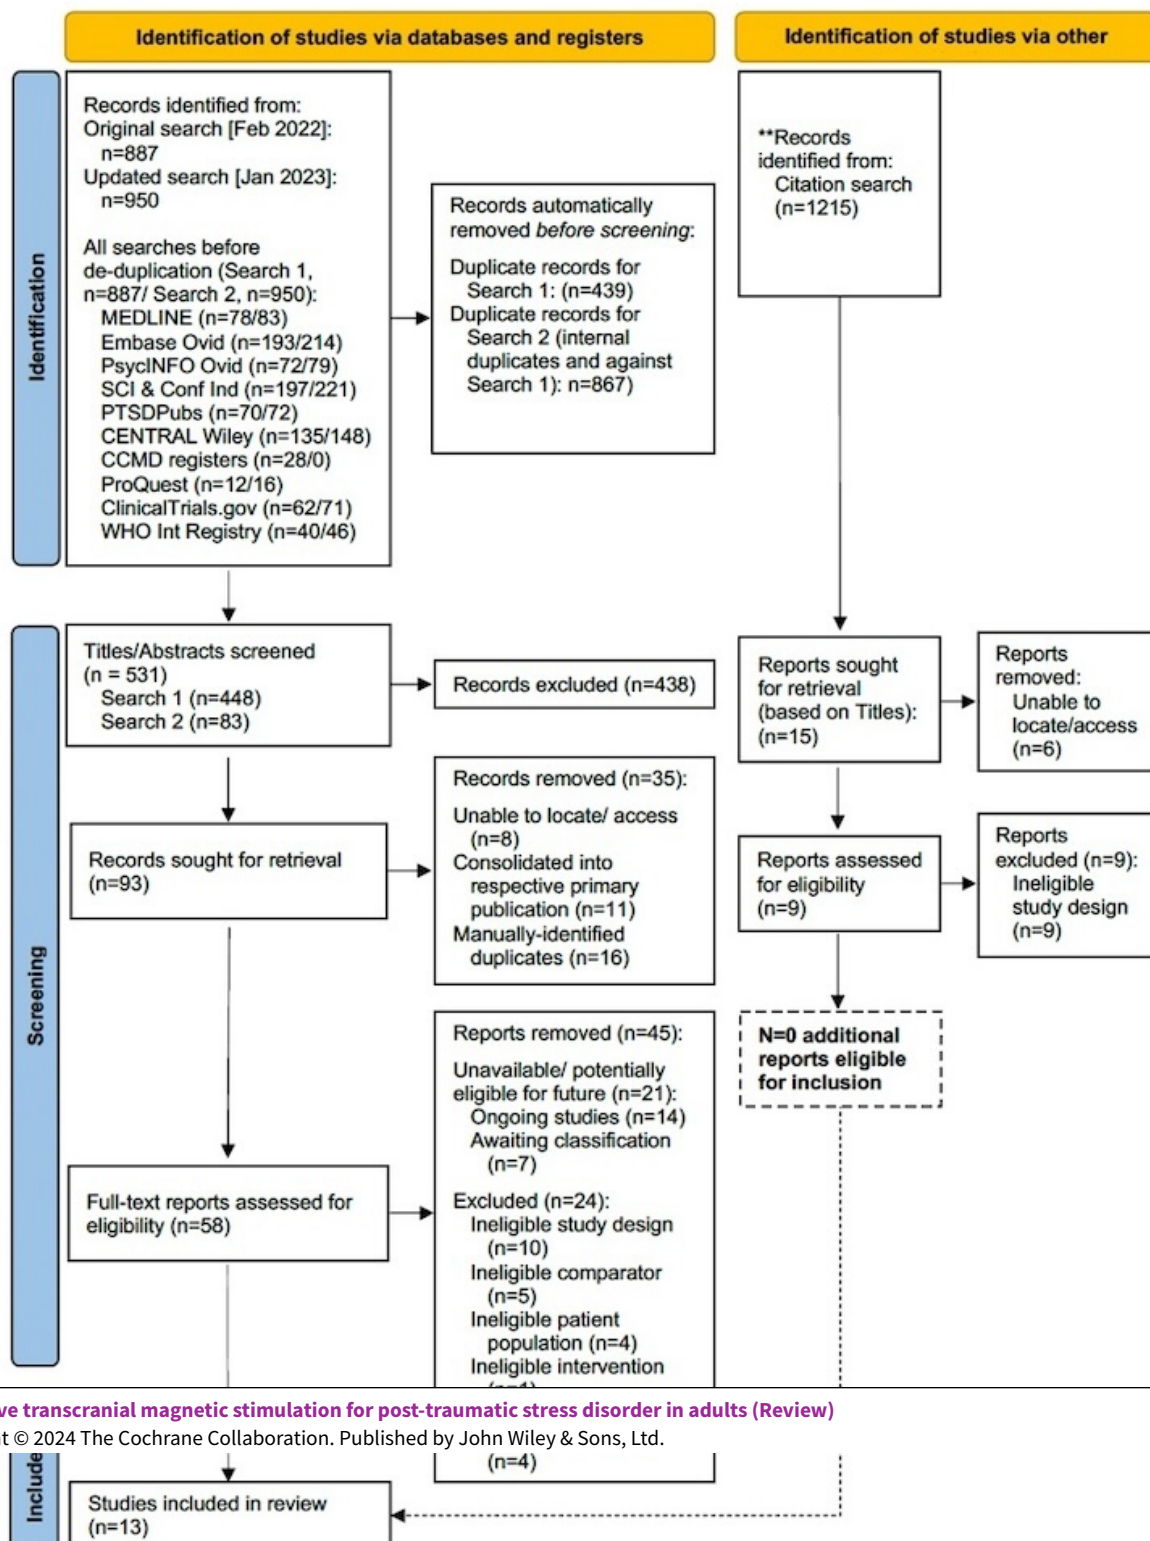 Identification of studies via databases and registers
Identification of studies via other
Identification
Records identified from:
Original search [Feb 2022]:
n=887
Updated search [Jan 2023]:
n=950
All searches before
de-duplication (Search 1,
n=887/ Search 2, n=950):
MEDLINE (n=78/83)
Embase Ovid (n=193/214)
PsycINFO Ovid (n=72/79)
SCI & Conf Ind (n=197/221)
PTSDPubs (n=70/72)
CENTRAL Wiley (n=135/148)
CCMD registers (n=28/0)
ProQuest (n=12/16)
ClinicalTrials.gov (n=62/71)
WHO Int Registry (n=40/46)
Records automatically
removed before screening:
Duplicate records for
Search 1: (n=439)
Duplicate records for
Search 2 (internal
duplicates and against
Search 1): n=867)
**Records
identified from:
Citation search
(n=1215)
Screening
Titles/Abstracts screened
(n = 531)
Search 1 (n=448)
Search 2 (n=83)
Records excluded (n=438)
Reports sought
for retrieval
(based on Titles):
(n=15)
Reports
removed:
Unable to
locate/access
(n=6)
Records sought for retrieval
(n=93)
Records removed (n=35):
Unable to locate/ access
(n=8)
Consolidated into
respective primary
publication (n=11)
Manually-identified
duplicates (n=16)
Reports assessed
for eligibility
(n=9)
Reports
excluded (n=9):
Ineligible
study design
(n=9)
N=0 additional
reports eligible
for inclusion
Full-text reports assessed for
eligibility (n=58)
Reports removed (n=45):
Unavailable/ potentially
eligible for future (n=21):
Ongoing studies (n=14)
Awaiting classification
(n=7)
Excluded (n=24):
Ineligible study design
(n=10)
Ineligible comparator
(n=5)
Ineligible patient
population (n=4)
Ineligible intervention
ve transcranial magnetic stimulation for post-traumatic stress disorder in adults (Review)
t © 2024 The Cochrane Collaboration. Published by John Wiley & Sons, Ltd.
(n=4)
Include
Studies included in review
(n=13)